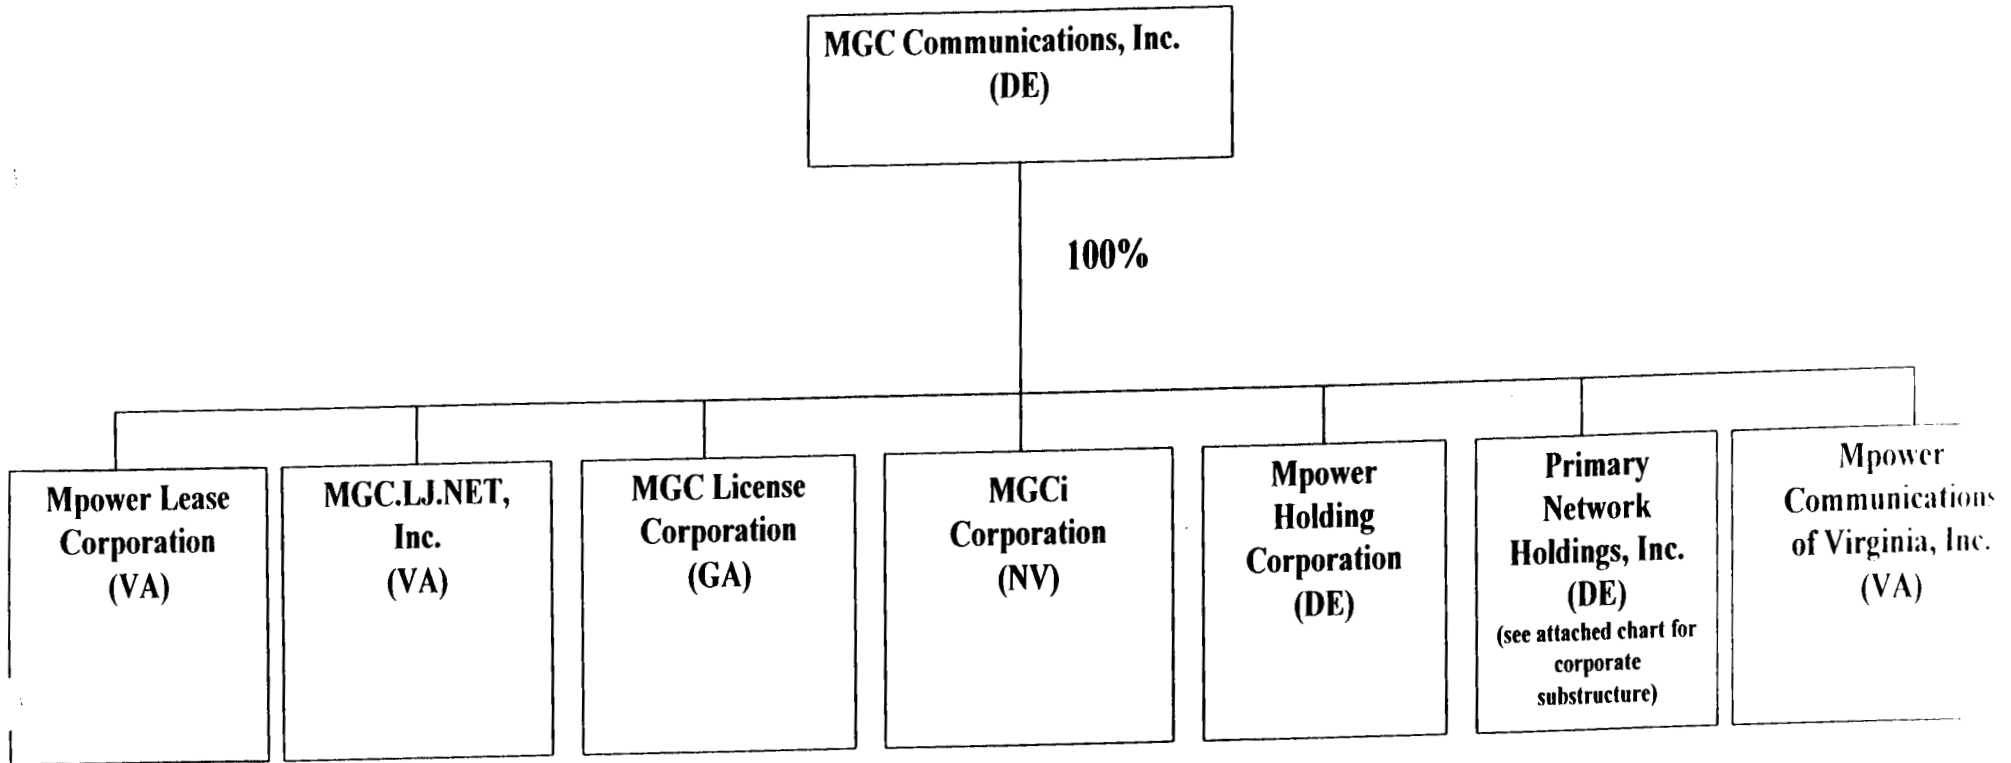 MGC Communications, Inc.
(DE)
100%
Mpower Lease
Corporation
(VA)
MGC.LJ.NET,
Inc.
(VA)
MGC License
Corporation
(GA)
MGCi
Corporation
(NV)
Mpower
Holding
Corporation
(DE)
Primary
Network
Holdings, Inc.
(DE)
(see attached chart for
corporate
substructure)
Mpower
Communications
of Virginia, Inc.
(VA)